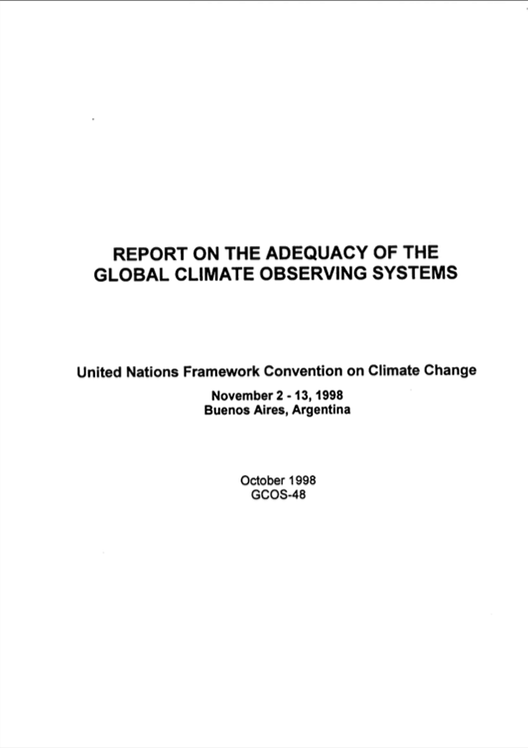 REPORT ON THE ADEQUACY OF THE
GLOBAL CLIMATE OBSERVING SYSTEMS
United Nations Framework Convention on Climate Change
November 2 - 13, 1998
Buenos Aires, Argentina
October 1998
GCOS-48